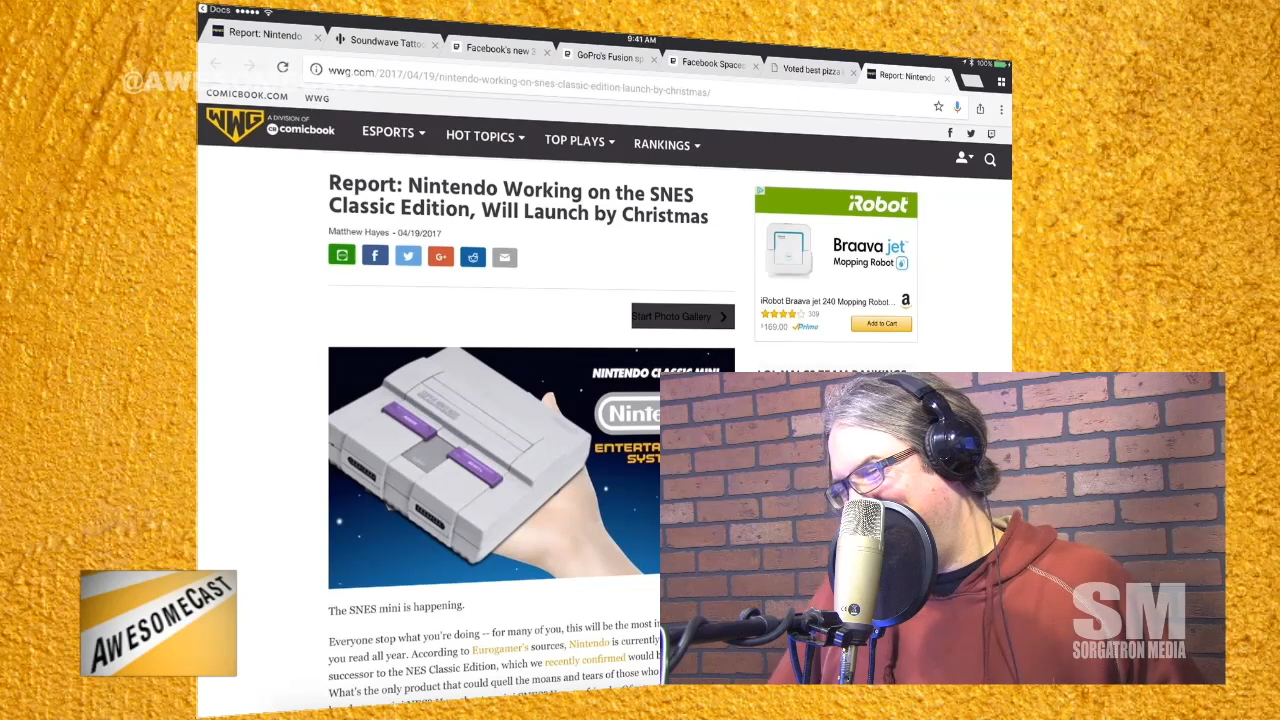 Docs
9:41 AM
100%
Report: Nintendo
Soundwave Tattoo
Facebook's new 3
GoPro's Fusion sp
Facebook Spaces
Voted best pizza
Report: Nintendo
wwg.com/2017/04/19/nintendo-working-on-snes-classic-edition-launch-by-christmas/
COMICBOOK.COM WWG
WWG
A DIVISION OF
CB comicbook
ESPORTS
HOT TOPICS
TOP PLAYS
RANKINGS
Report: Nintendo Working on the SNES
Classic Edition, Will Launch by Christmas
Matthew Hayes - 04/19/2017
Start Photo Gallery
iRobot
Braava jet
Mopping Robot
iRobot Braava jet 240 Mopping Robot...
309
$169.00 Prime
Add to Cart
NINTENDO CLASSIC MINI
Ninte
ENTERTA
SYS
The SNES mini is happening.
Everyone stop what you're doing -- for many of you, this will be the most i
you read all year. According to Eurogamer's sources, Nintendo is currently
successor to the NES Classic Edition, which we recently confirmed would b
What's the only product that could quell the moans and tears of those who
AWESOMECAST
SM
SORGATRON MEDIA